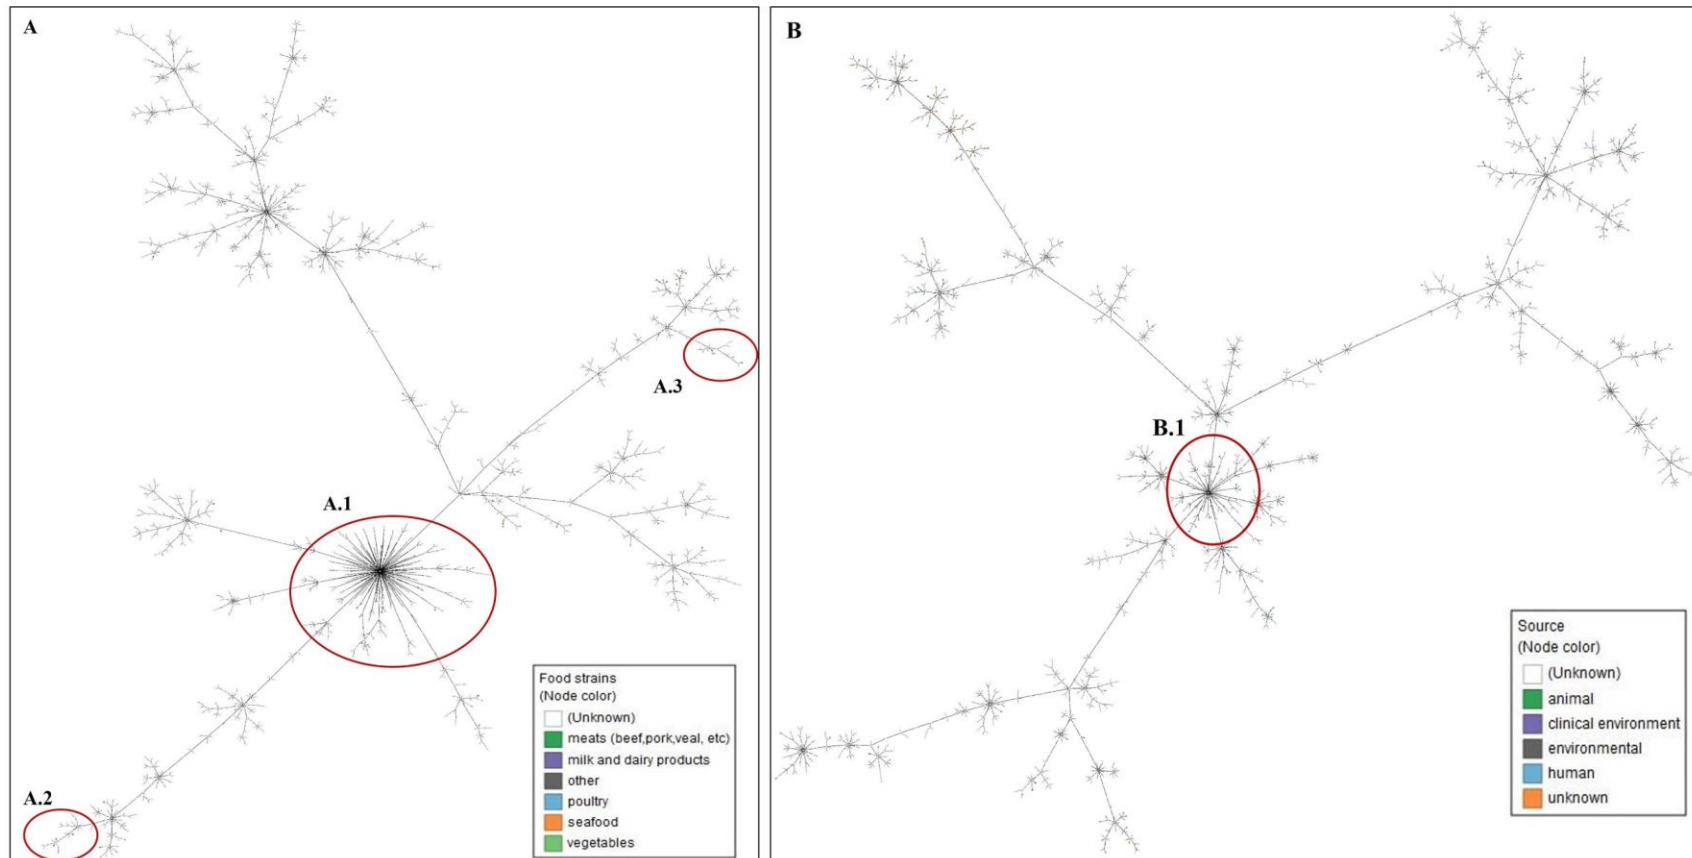 A
A.3
A.1
A.2
Food strains
(Node color)
(Unknown)
meats (beef,pork,veal, etc)
milk and dairy products
other
poultry
seafood
vegetables
B
B.1
Source
(Node color)
(Unknown)
animal
clinical environment
environmental
human
unknown